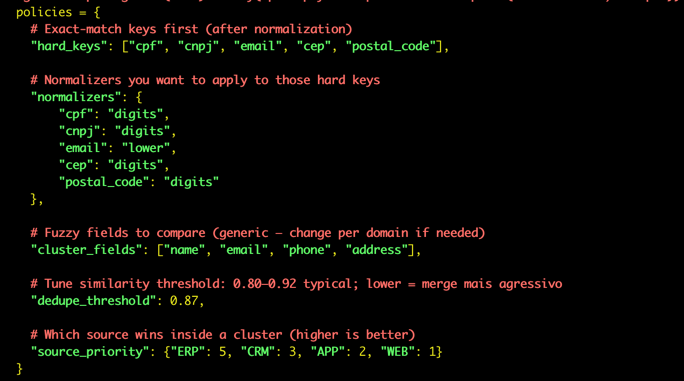 policies = {
  # Exact-match keys first (after normalization)
  "hard_keys": ["cpf", "cnpj", "email", "cep", "postal_code"],

  # Normalizers you want to apply to those hard keys
  "normalizers": {
      "cpf": "digits",
      "cnpj": "digits",
      "email": "lower",
      "cep": "digits",
      "postal_code": "digits"
  },

  # Fuzzy fields to compare (generic — change per domain if needed)
  "cluster_fields": ["name", "email", "phone", "address"],

  # Tune similarity threshold: 0.80–0.92 typical; lower = merge mais agressivo
  "dedupe_threshold": 0.87,

  # Which source wins inside a cluster (higher is better)
  "source_priority": {"ERP": 5, "CRM": 3, "APP": 2, "WEB": 1}
}